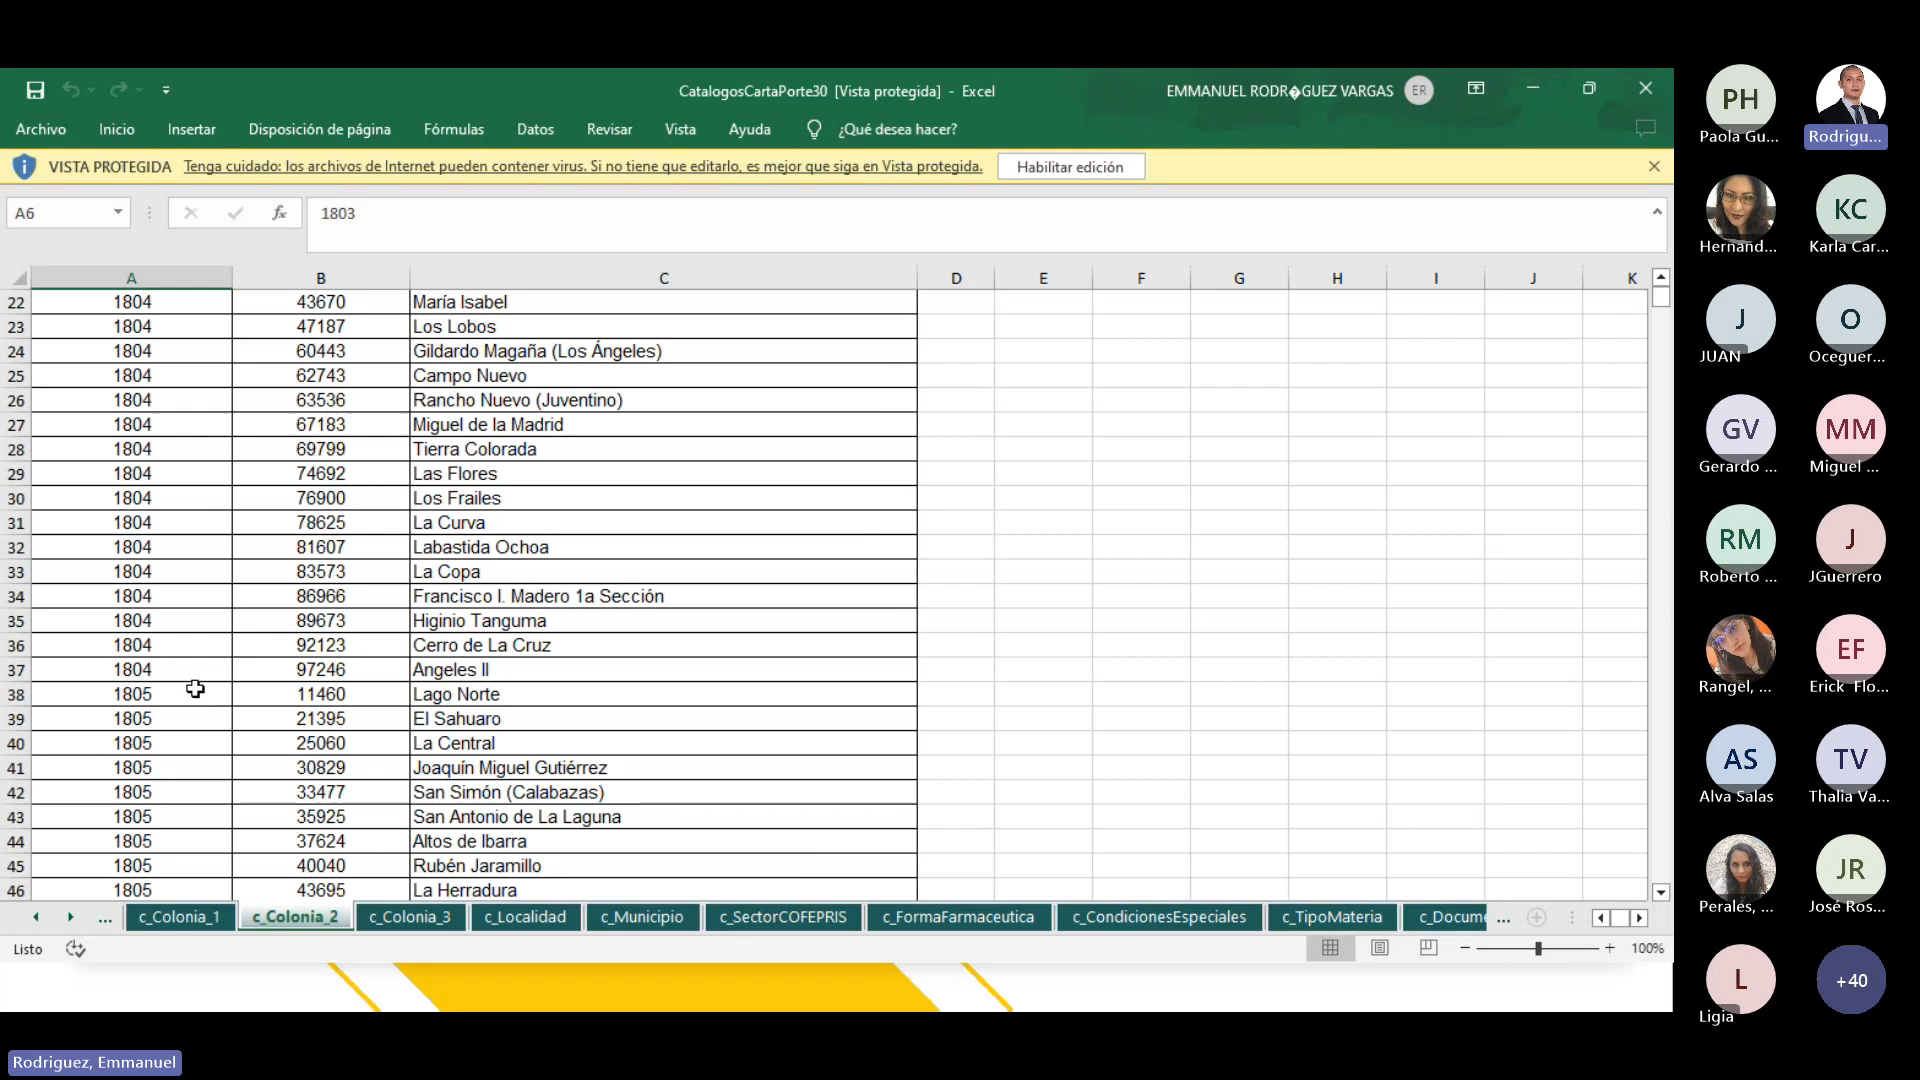 CatalogosCartaPorte30 [Vista protegida] - Excel
EMMANUEL RODR�GUEZ VARGAS
ER
Archivo
Inicio
Insertar
Disposición de página
Fórmulas
Datos
Revisar
Vista
Ayuda
¿Qué desea hacer?
VISTA PROTEGIDA
Tenga cuidado: los archivos de Internet pueden contener virus. Si no tiene que editarlo, es mejor que siga en Vista protegida.
Habilitar edición
A6
fx
1803
A B C D E F G H I J K
22 1804 43670 María Isabel
23 1804 47187 Los Lobos
24 1804 60443 Gildardo Magaña (Los Ángeles)
25 1804 62743 Campo Nuevo
26 1804 63536 Rancho Nuevo (Juventino)
27 1804 67183 Miguel de la Madrid
28 1804 69799 Tierra Colorada
29 1804 74692 Las Flores
30 1804 76900 Los Frailes
31 1804 78625 La Curva
32 1804 81607 Labastida Ochoa
33 1804 83573 La Copa
34 1804 86966 Francisco I. Madero 1a Sección
35 1804 89673 Higinio Tanguma
36 1804 92123 Cerro de La Cruz
37 1804 97246 Angeles II
38 1805 11460 Lago Norte
39 1805 21395 El Sahuaro
40 1805 25060 La Central
41 1805 30829 Joaquín Miguel Gutiérrez
42 1805 33477 San Simón (Calabazas)
43 1805 35925 San Antonio de La Laguna
44 1805 37624 Altos de Ibarra
45 1805 40040 Rubén Jaramillo
46 1805 43695 La Herradura
... c_Colonia_1 c_Colonia_2 c_Colonia_3 c_Localidad c_Municipio c_SectorCOFEPRIS c_FormaFarmaceutica c_CondicionesEspeciales c_TipoMateria c_Docume ...
Listo
100%
Rodriguez, Emmanuel
PH
Paola Gu...
Rodrigu...
Hernand...
KC
Karla Car...
J
JUAN
O
Oceguer...
GV
Gerardo ...
MM
Miguel ...
RM
Roberto ...
J
JGuerrero
Rangel, ...
EF
Erick Flo...
AS
Alva Salas
TV
Thalia Va...
Perales, ...
JR
José Ros...
L
Ligia
+40